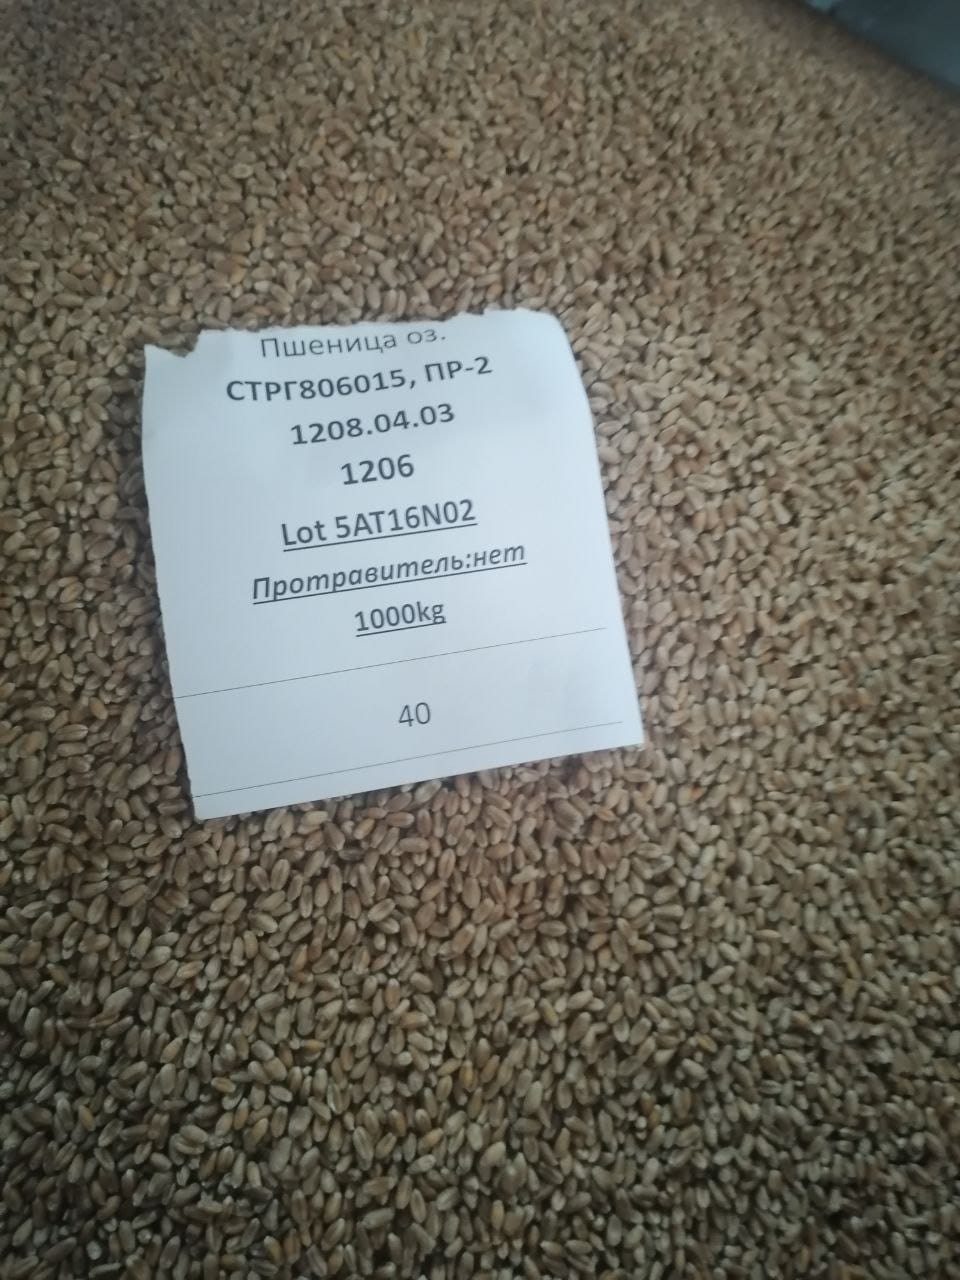 Пшеница оз.
СТРГ806015, ПР-2
1208.04.03
1206
Lot 5AT16N02
Протравитель:нет
1000kg
40